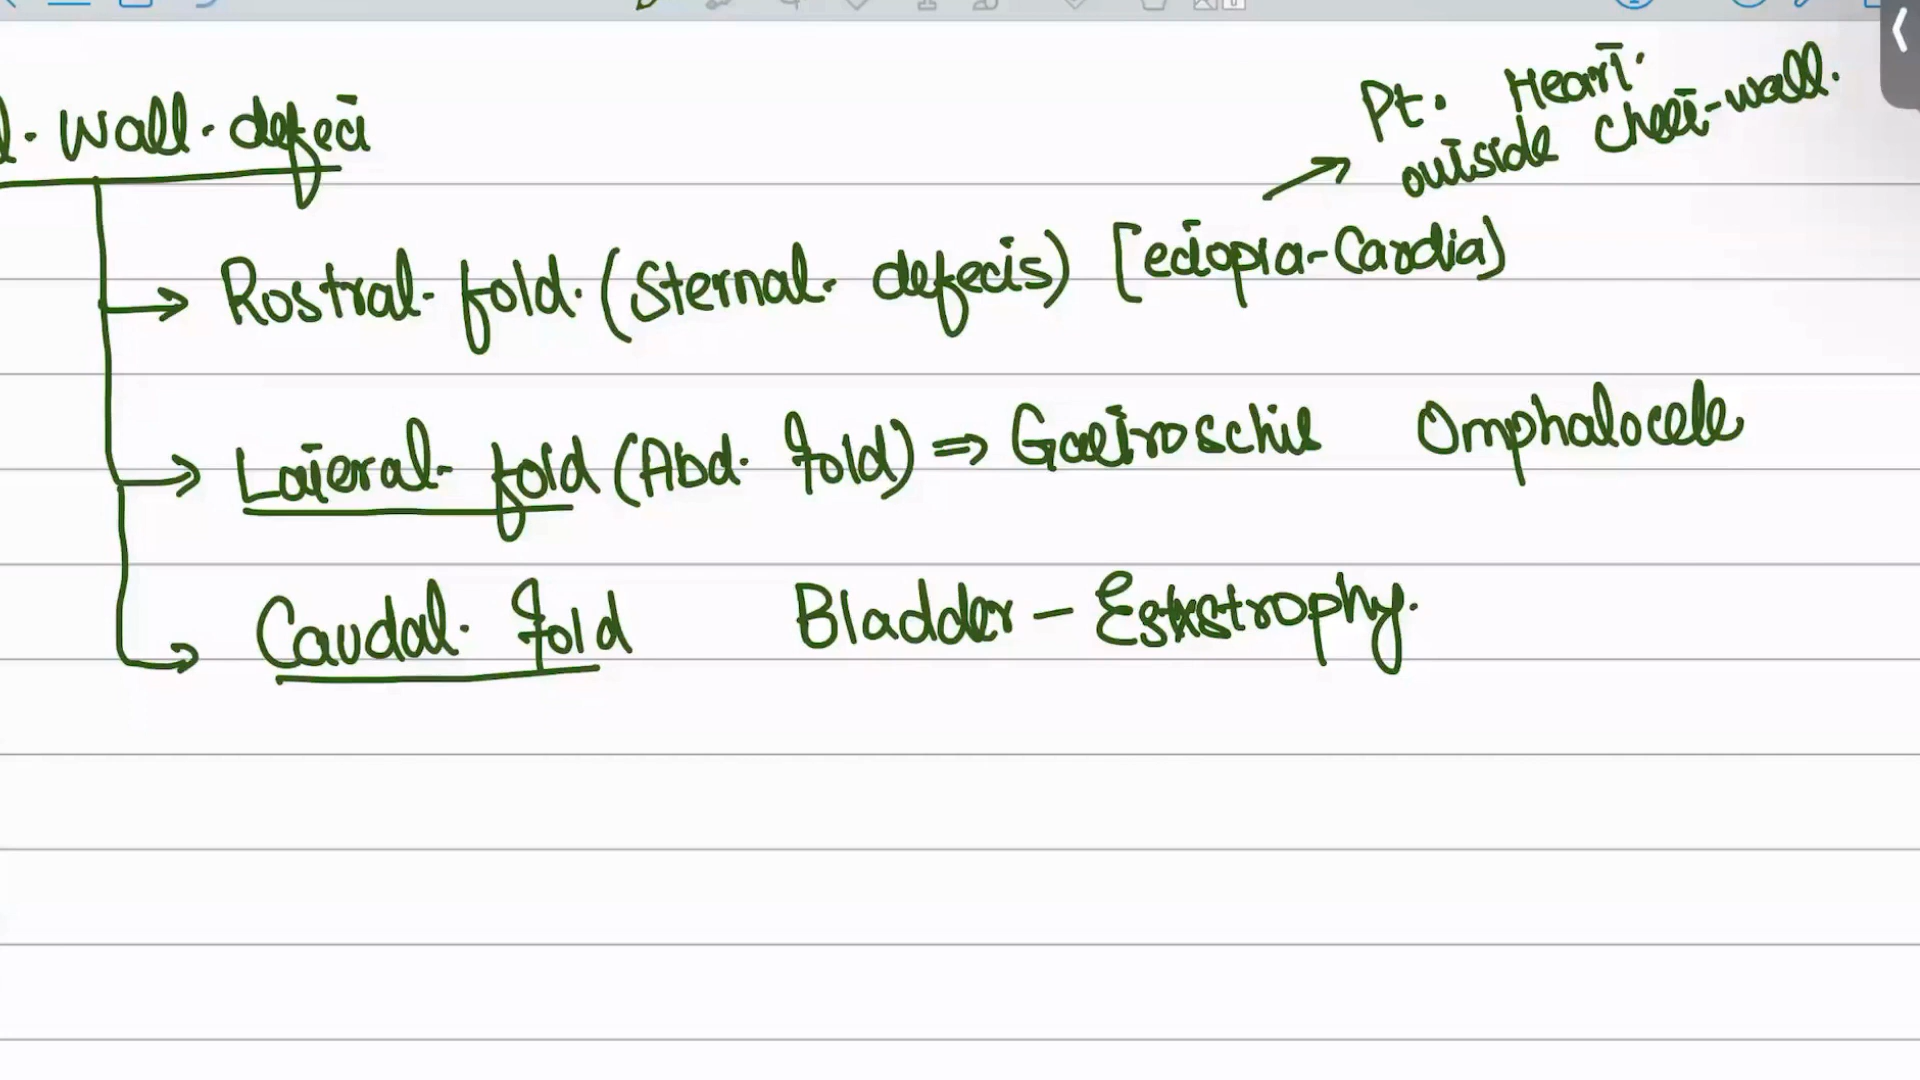 l. wall. defect
Pt. Heart.
outside chest-wall.
→ Rostral fold. (Sternal. defects) [ectopia-Cardia]
→ Lateral fold (Abd. fold) ⇒ Gastroschis Omphalocele
→ Caudal. fold Bladder - Exstrophy.